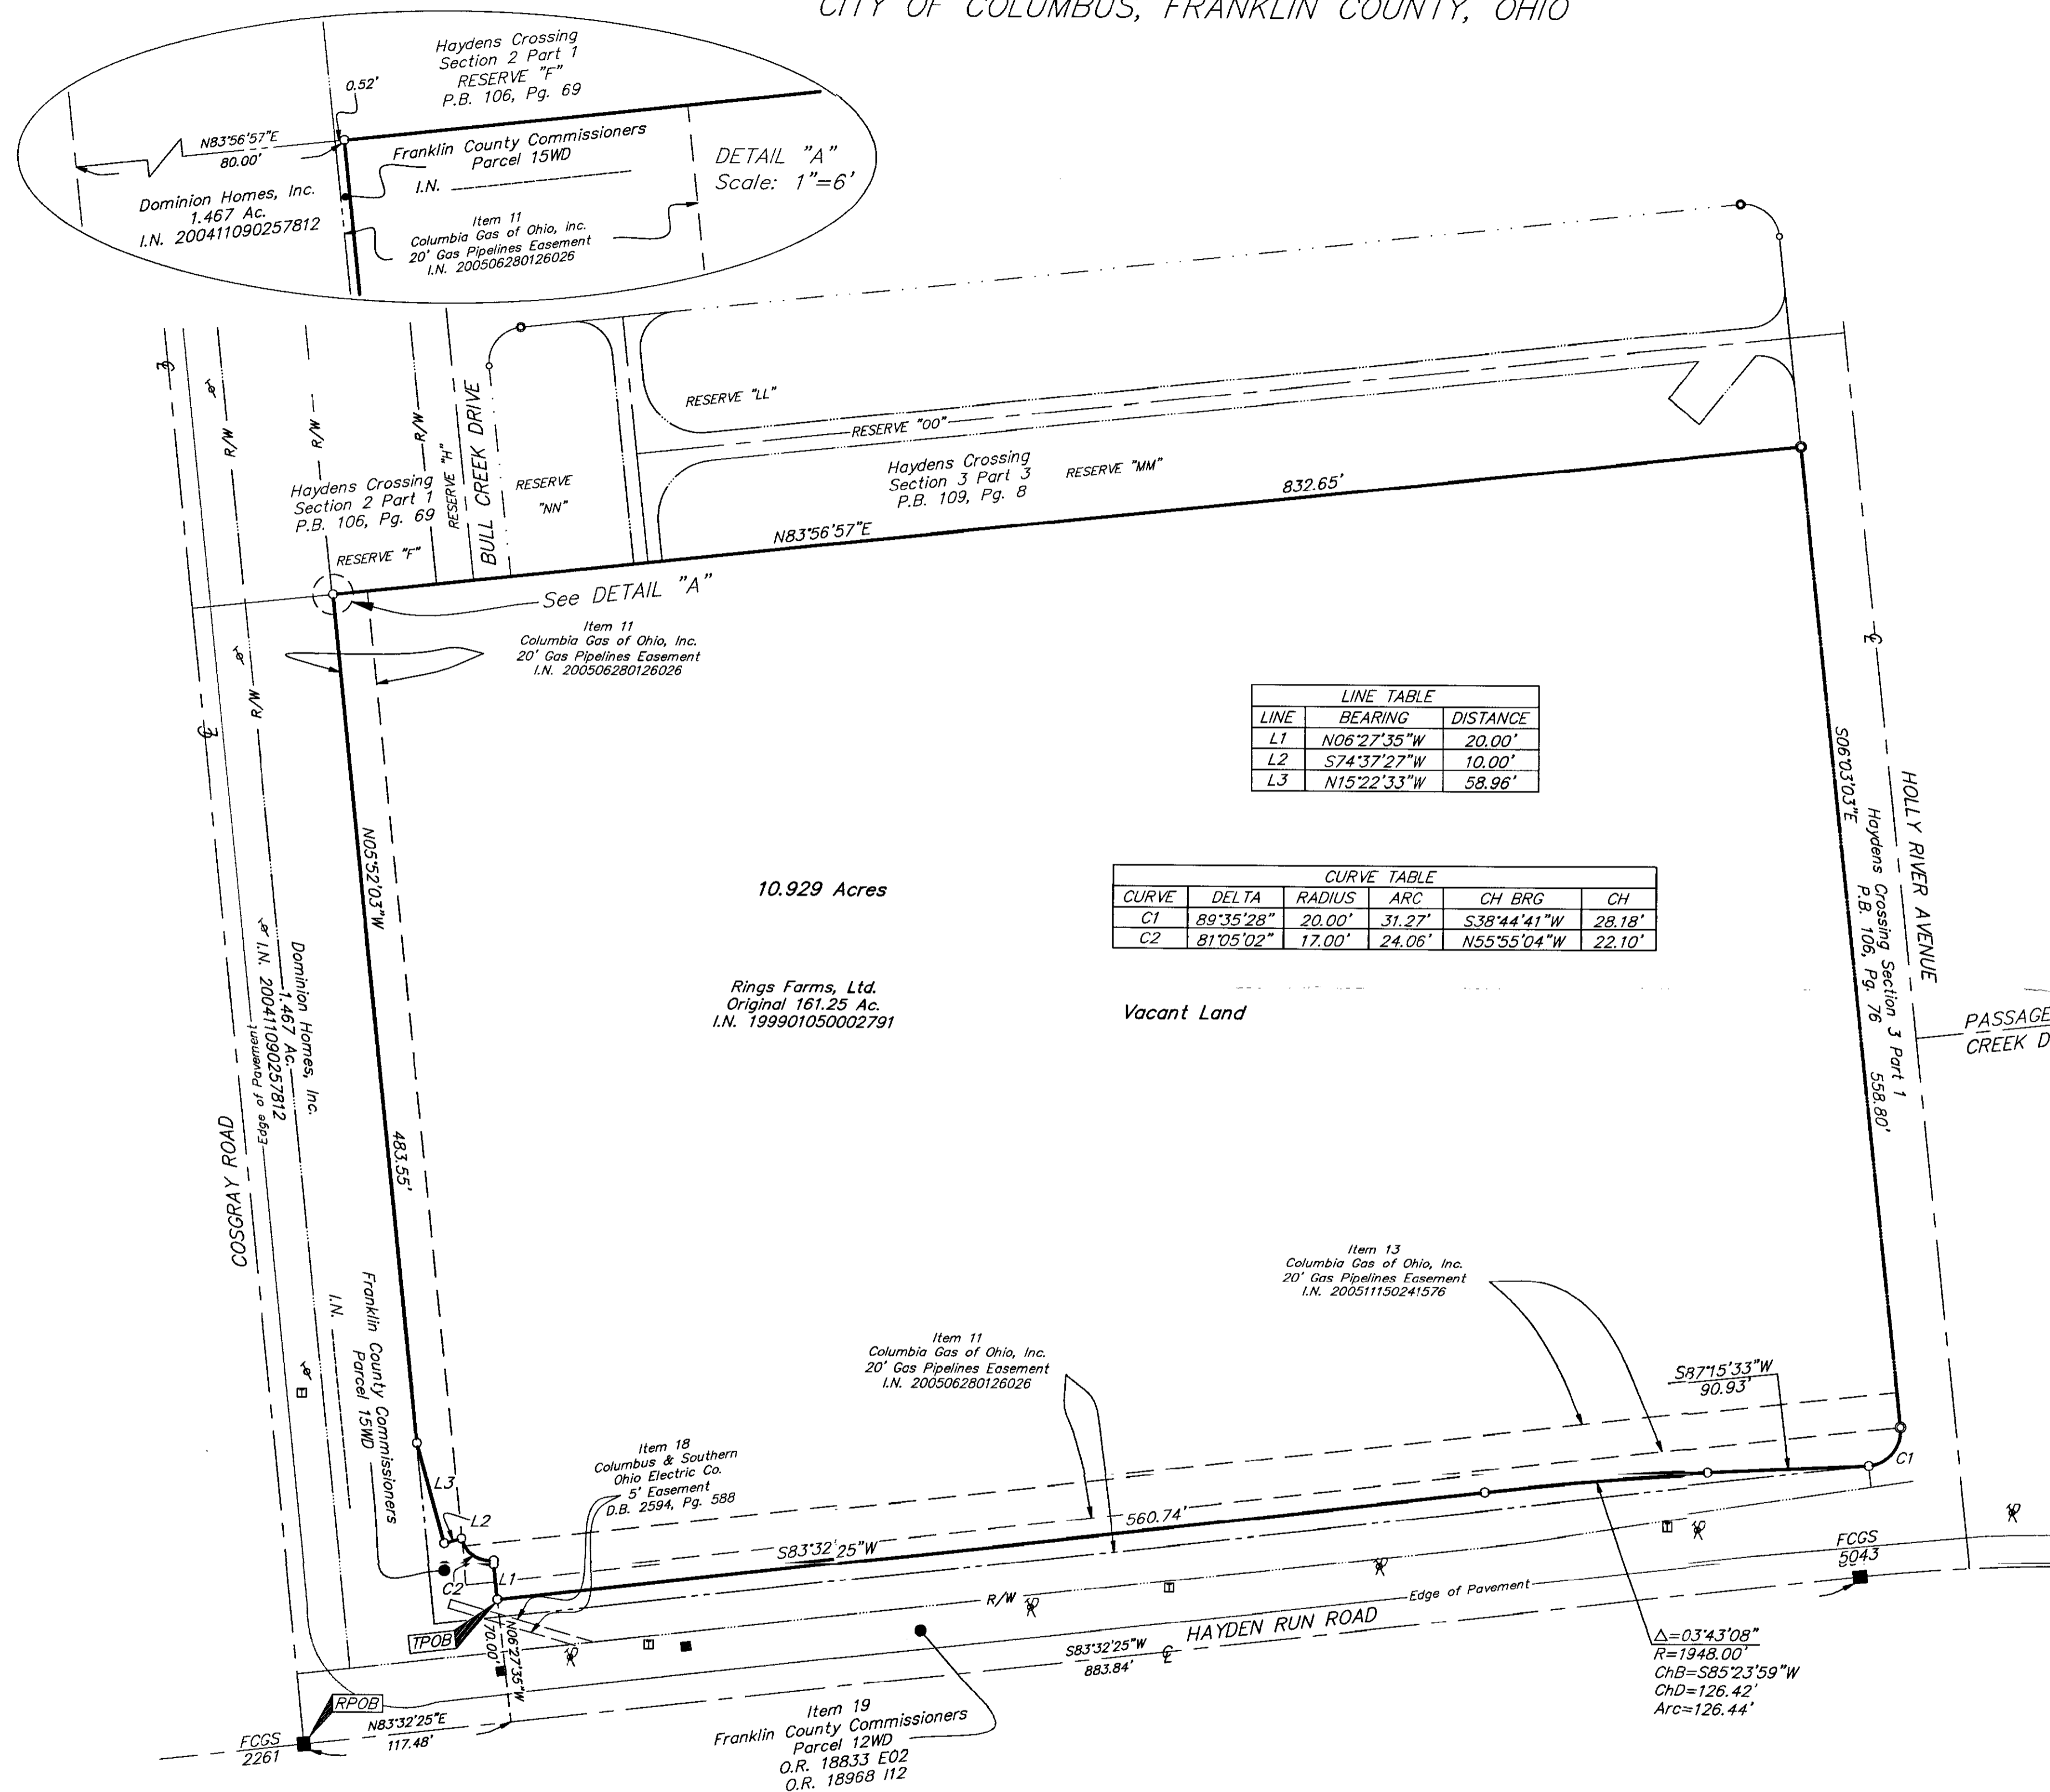 CITY OF COLUMBUS, FRANKLIN COUNTY, OHIO
Haydens Crossing
Section 2 Part 1
RESERVE "F"
P.B. 106, Pg. 69
0.52'
N83°56'57"E
80.00'
Franklin County Commissioners
Parcel 15WD
I.N.
DETAIL "A"
Scale: 1"=6'
Dominion Homes, Inc.
1.467 Ac.
I.N. 200411090257812
Item 11
Columbia Gas of Ohio, Inc.
20' Gas Pipelines Easement
I.N. 200506280126026
R/W
R/W
R/W
R/W
RESERVE "H"
BULL CREEK DRIVE
RESERVE "LL"
RESERVE "OO"
Haydens Crossing
Section 2 Part 1
P.B. 106, Pg. 69
RESERVE "F"
RESERVE
"NN"
Haydens Crossing
Section 3 Part 3
P.B. 109, Pg. 8
RESERVE "MM"
832.65'
N83°56'57"E
See DETAIL "A"
Item 11
Columbia Gas of Ohio, Inc.
20' Gas Pipelines Easement
I.N. 200506280126026
LINE TABLE
LINE BEARING DISTANCE
L1 N06°27'35"W 20.00'
L2 S74°37'27"W 10.00'
L3 N15°22'33"W 58.96'
CURVE TABLE
CURVE DELTA RADIUS ARC CH BRG CH
C1 89°35'28" 20.00' 31.27' S38°44'41"W 28.18'
C2 81°05'02" 17.00' 24.06' N55°55'04"W 22.10'
10.929 Acres
Rings Farms, Ltd.
Original 161.25 Ac.
I.N. 199901050002791
Vacant Land
S06°03'03"E
558.80'
Haydens Crossing Section 3 Part 1
P.B. 106, Pg. 76
HOLLY RIVER AVENUE
PASSAGE
CREEK D
N05°52'03"W
483.55'
COSGRAY ROAD
Edge of Pavement
Dominion Homes, Inc.
1.467 Ac.
I.N. 200411090257812
I.N.
Franklin County Commissioners
Parcel 15WD
Item 13
Columbia Gas of Ohio, Inc.
20' Gas Pipelines Easement
I.N. 200511150241576
Item 11
Columbia Gas of Ohio, Inc.
20' Gas Pipelines Easement
I.N. 200506280126026
S87°15'33"W
90.93'
C1
Item 18
Columbus & Southern
Ohio Electric Co.
5' Easement
D.B. 2594, Pg. 588
L3
L2
C2
L1
S83°32'25"W
560.74'
FCGS
5043
TPOB
N06°27'35"W
70.00'
R/W
Edge of Pavement
HAYDEN RUN ROAD
S83°32'25"W
883.84'
Δ=03°43'08"
R=1948.00'
ChB=S85°23'59"W
ChD=126.42'
Arc=126.44'
RPOB
N83°32'25"E
117.48'
FCGS
2261
Item 19
Franklin County Commissioners
Parcel 12WD
O.R. 18833 E02
O.R. 18968 I12